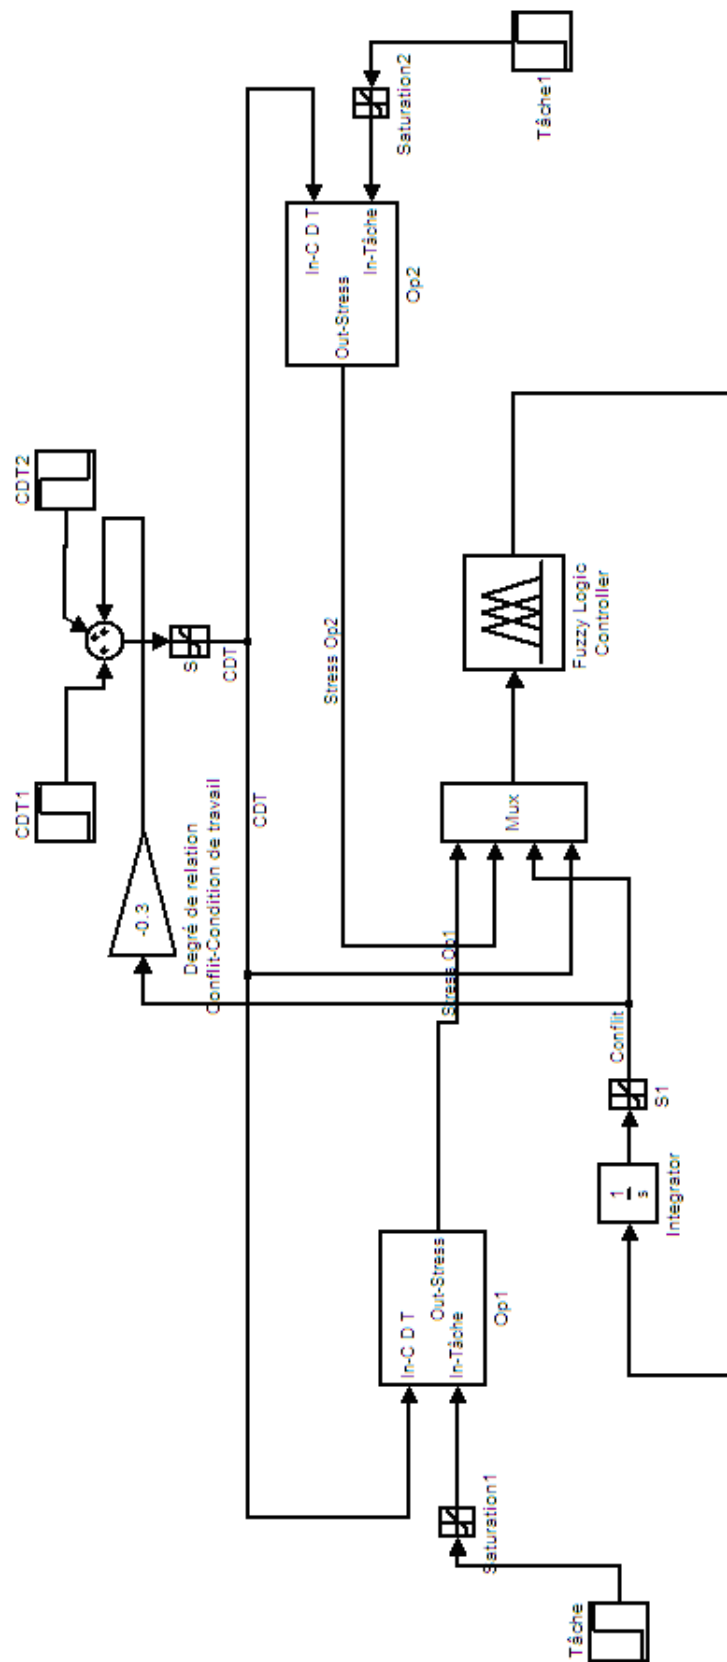 CDT1
CDT2
-0.3
Degré de relation
Conflit-Condition de travail
S
CDT
CDT
In-C D T
Out-Stress
In-Tâche
Op1
Stress Op1
Stress Op2
In-C D T
Out-Stress
In-Tâche
Op2
Saturation2
Tâche1
Tâche
Saturation1
Mux
Fuzzy Logic
Controller
1
s
Integrator
S1
Conflit